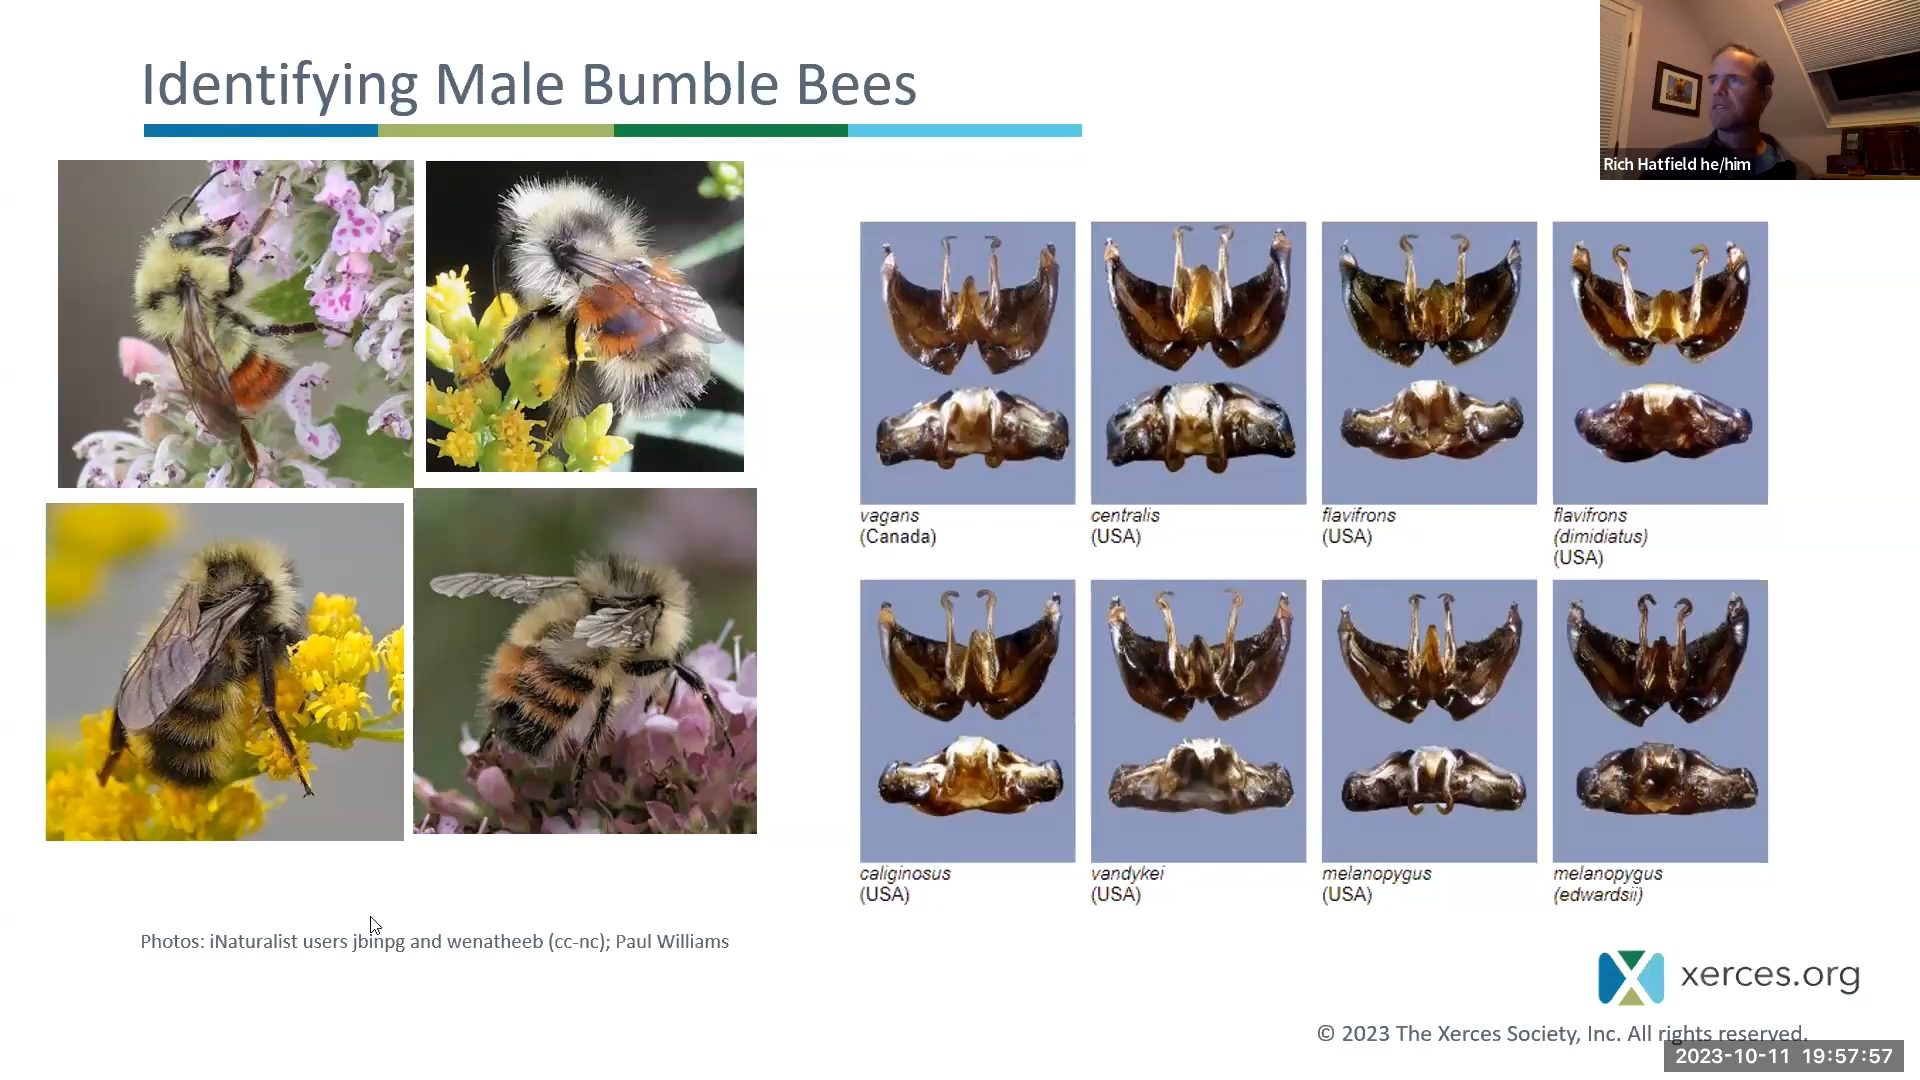 Identifying Male Bumble Bees
Rich Hatfield he/him
vagans
(Canada)
centralis
(USA)
flavifrons
(USA)
flavifrons
(dimidiatus)
(USA)
caliginosus
(USA)
vandykei
(USA)
melanopygus
(USA)
melanopygus
(edwardsii)
Photos: iNaturalist users jbinpg and wenatheeb (cc-nc); Paul Williams
xerces.org
© 2023 The Xerces Society, Inc. All rights reserved.
2023-10-11 19:57:57